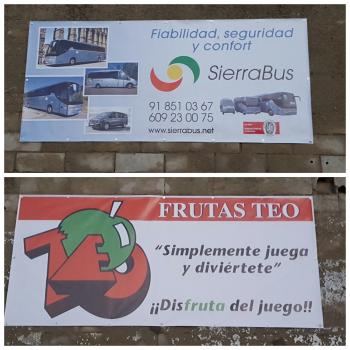 Fiabilidad, seguridad
y confort
SierraBus
91 851 03 67
609 23 00 75
www.sierrabus.net
FRUTAS TEO
TEO
"Simplemente juega
y diviértete"
¡¡Disfruta del juego!!